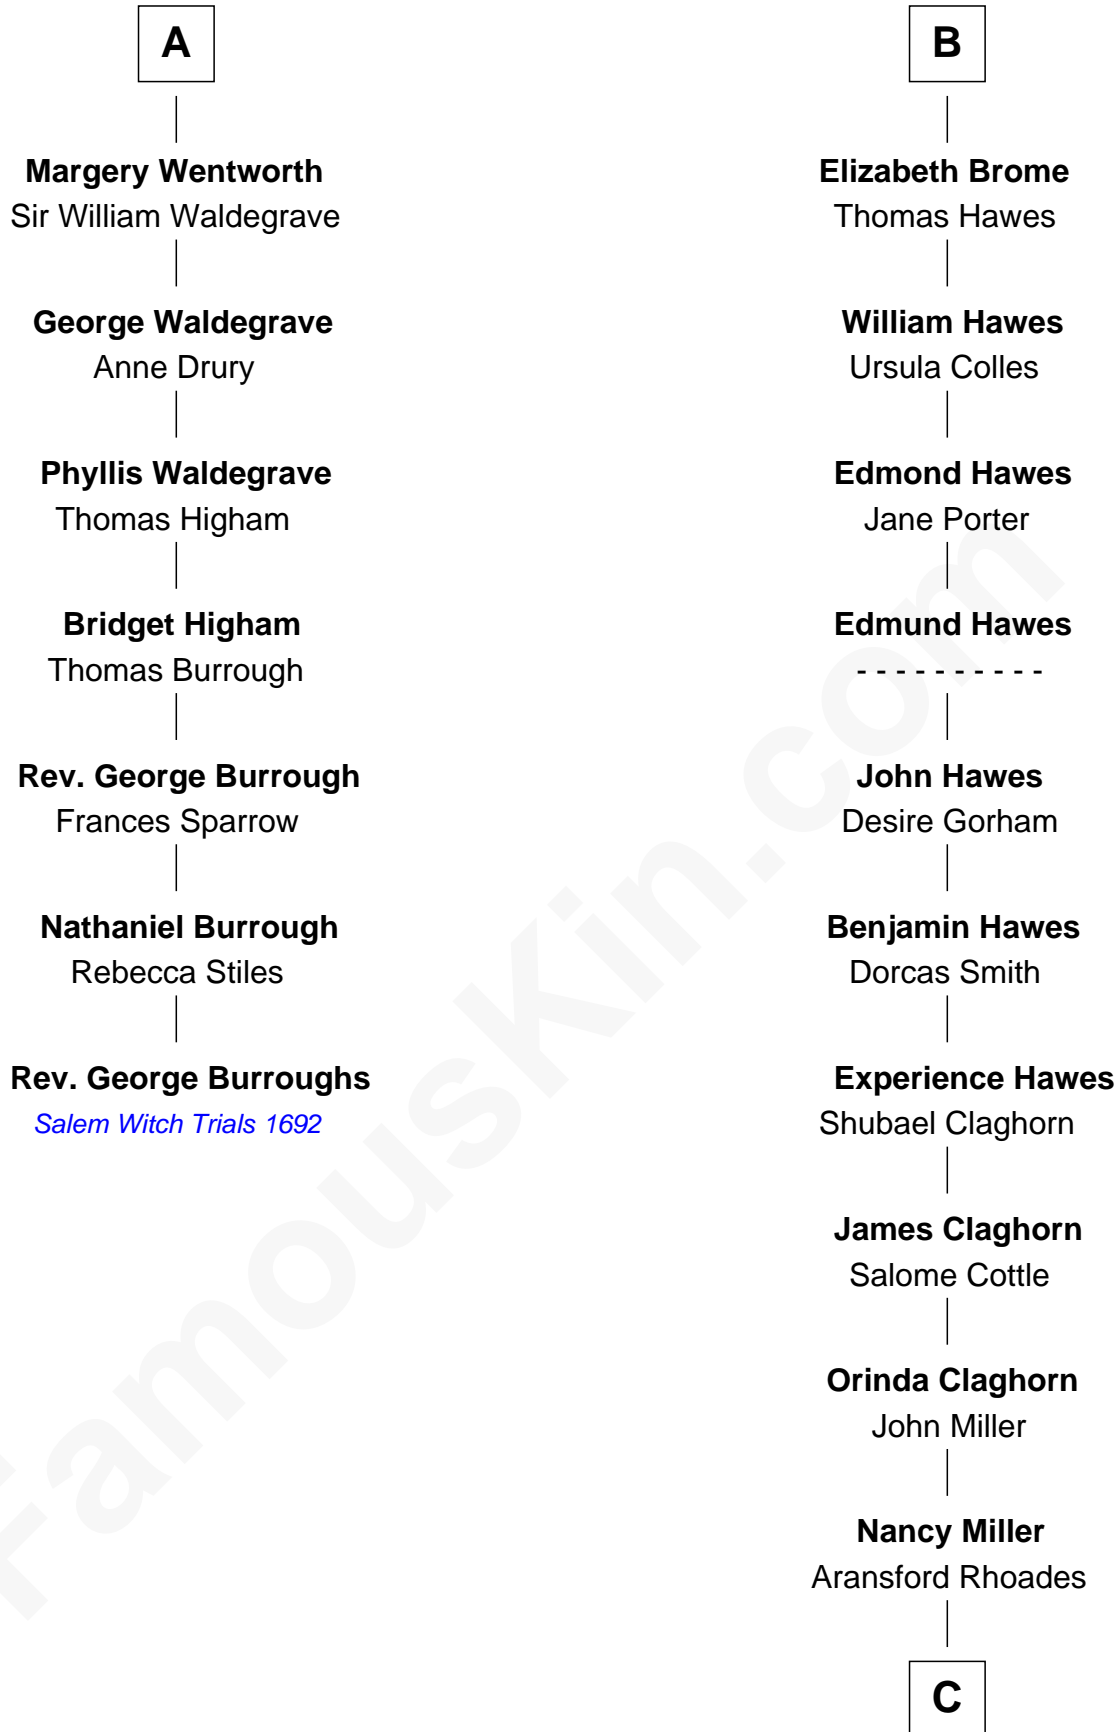 A
Margery Wentworth
Sir William Waldegrave
George Waldegrave
Anne Drury
Phyllis Waldegrave
Thomas Higham
Bridget Higham
Thomas Burrough
Rev. George Burrough
Frances Sparrow
Nathaniel Burrough
Rebecca Stiles
Rev. George Burroughs
Salem Witch Trials 1692
B
Elizabeth Brome
Thomas Hawes
William Hawes
Ursula Colles
Edmond Hawes
Jane Porter
Edmund Hawes
- - - - - - - - - -
John Hawes
Desire Gorham
Benjamin Hawes
Dorcas Smith
Experience Hawes
Shubael Claghorn
James Claghorn
Salome Cottle
Orinda Claghorn
John Miller
Nancy Miller
Aransford Rhoades
C
FamousKin.com